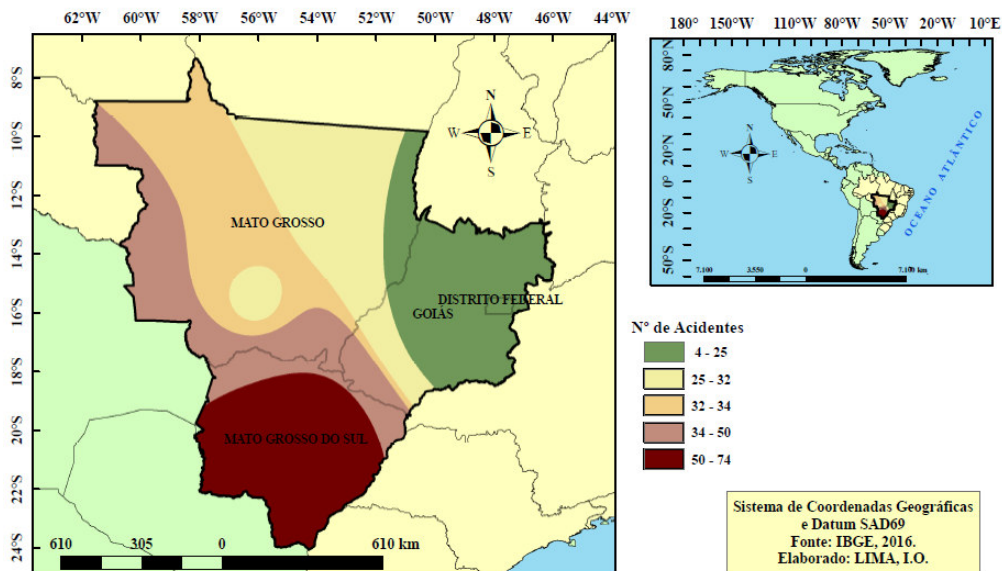 62°W 60°W 58°W 56°W 54°W 52°W 50°W 48°W 46°W 44°W
8°S
10°S
12°S
14°S
16°S
18°S
20°S
22°S
24°S
N
W E
S
MATO GROSSO
DISTRITO FEDERAL
GOIÁS
MATO GROSSO DO SUL
610 305 0 610 km
180° 150°W 110°W 80°W 50°W 20°W 10°E
80°N
50°N
20°N
0°
20°S
50°S
N
W E
S
OCEANO ATLÂNTICO
7.100 3.550 0 7.100 km
Nº de Acidentes
4 - 25
25 - 32
32 - 34
34 - 50
50 - 74
Sistema de Coordenadas Geográficas
e Datum SAD69
Fonte: IBGE, 2016.
Elaborado: LIMA, I.O.